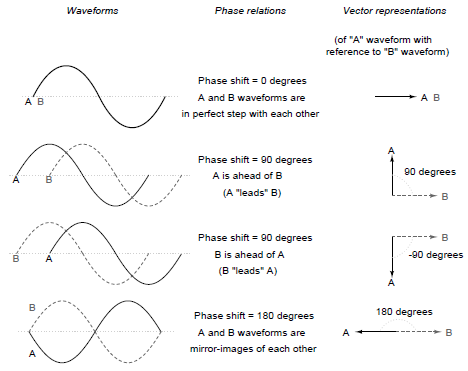 Waveforms Phase relations Vector representations
(of "A" waveform with
reference to "B" waveform)
A B
Phase shift = 0 degrees
A and B waveforms are
in perfect step with each other
A B
A B
Phase shift = 90 degrees
A is ahead of B
(A "leads" B)
A
90 degrees
B
B A
Phase shift = 90 degrees
B is ahead of A
(B "leads" A)
B
-90 degrees
A
B
A
Phase shift = 180 degrees
A and B waveforms are
mirror-images of each other
180 degrees
A B